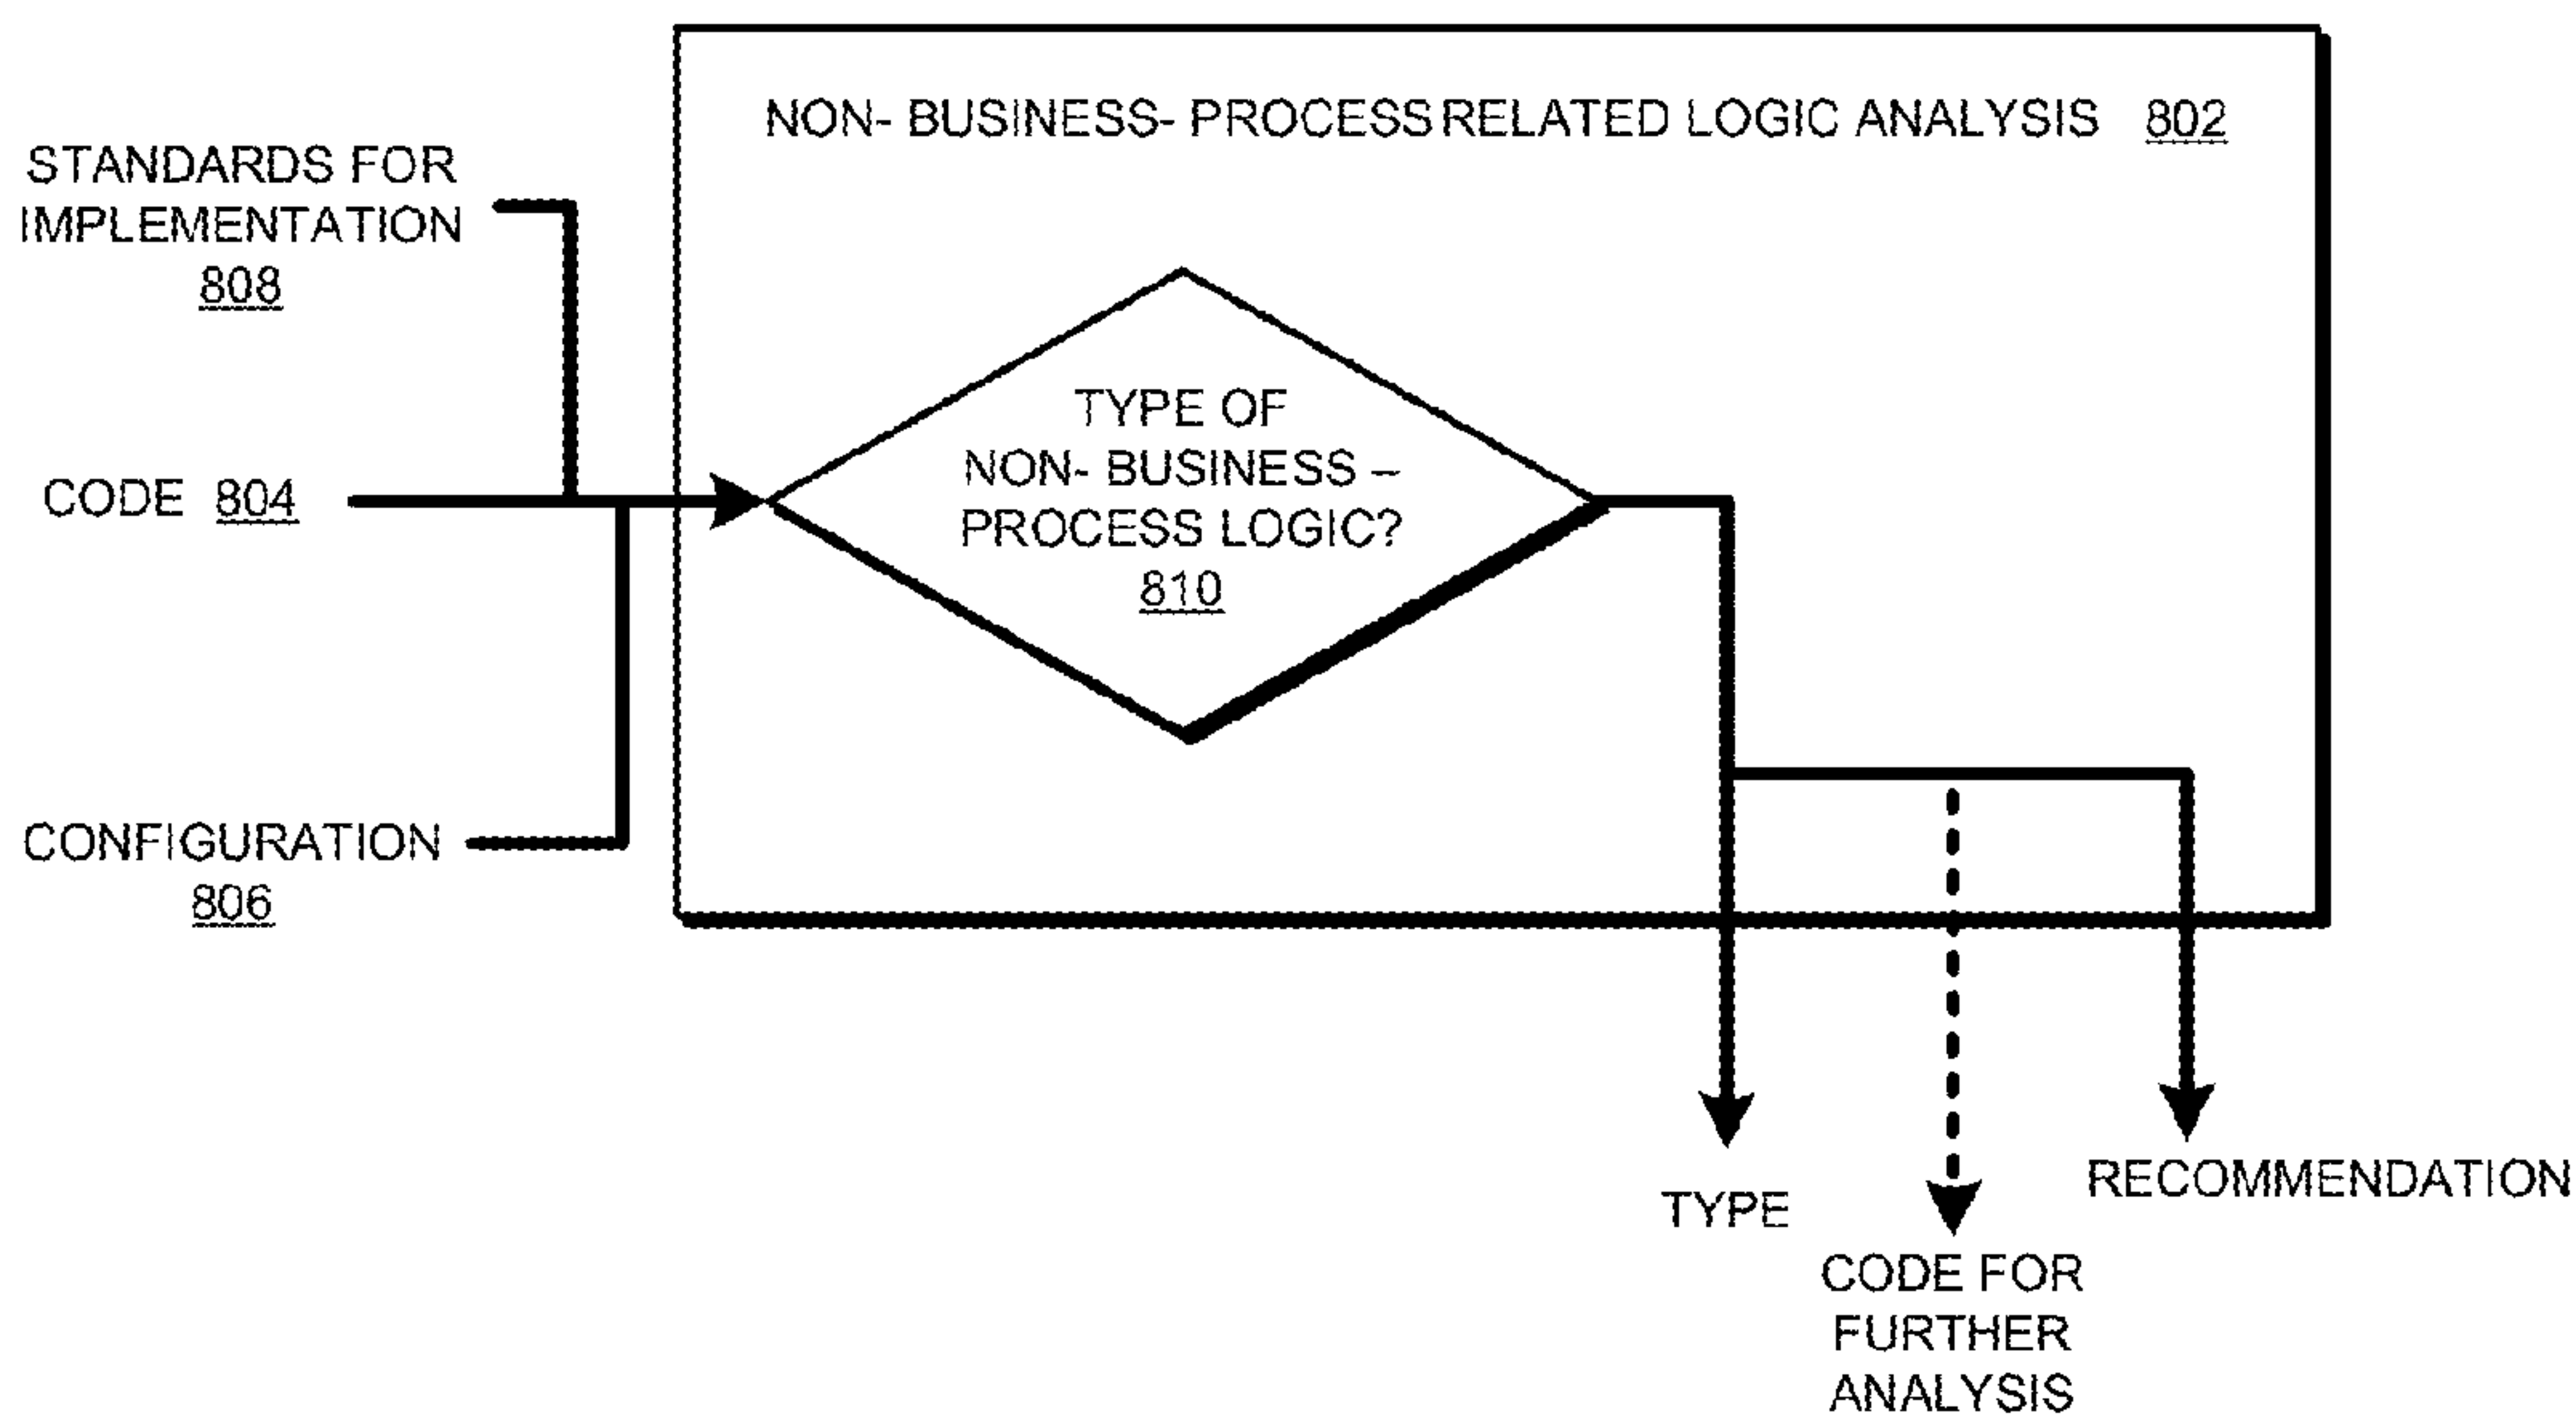 NON- BUSINESS- PROCESS RELATED LOGIC ANALYSIS 802
STANDARDS FOR
IMPLEMENTATION
808
CODE 804
CONFIGURATION
806
TYPE OF
NON- BUSINESS –
PROCESS LOGIC?
810
TYPE
CODE FOR
FURTHER
ANALYSIS
RECOMMENDATION